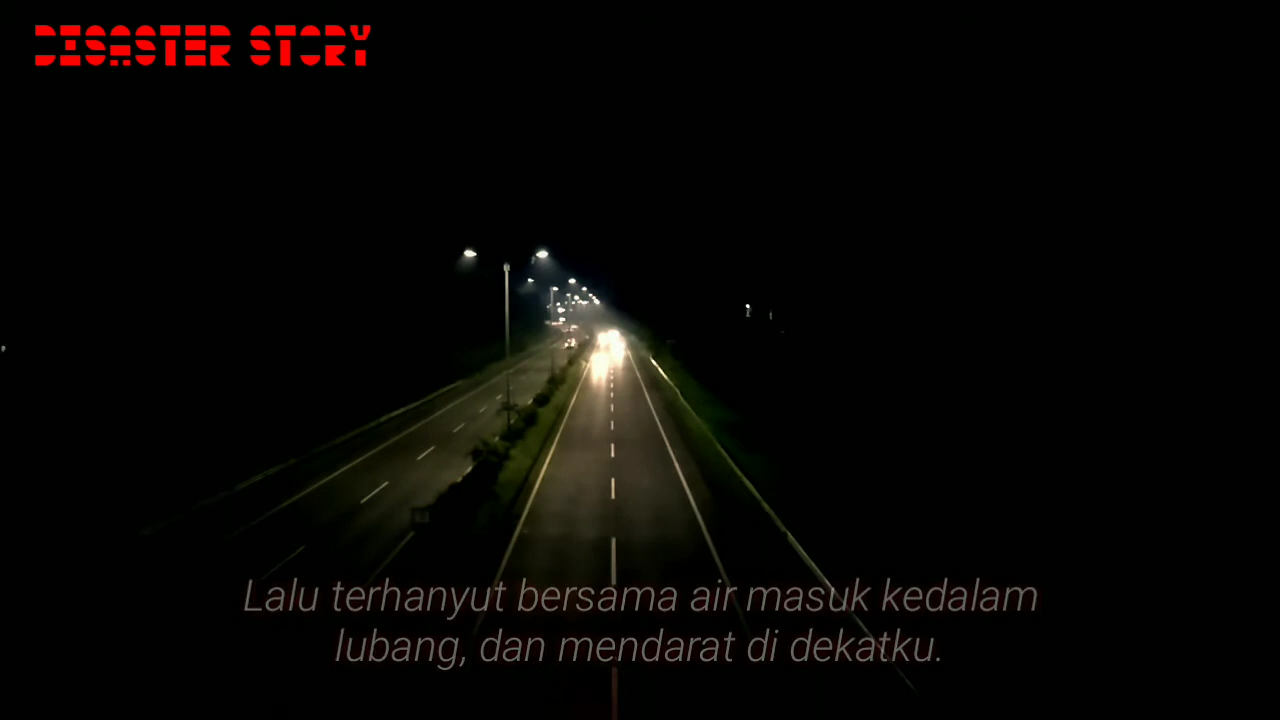 DISASTER STORY
Lalu terhanyut bersama air masuk kedalam
lubang, dan mendarat di dekatku.